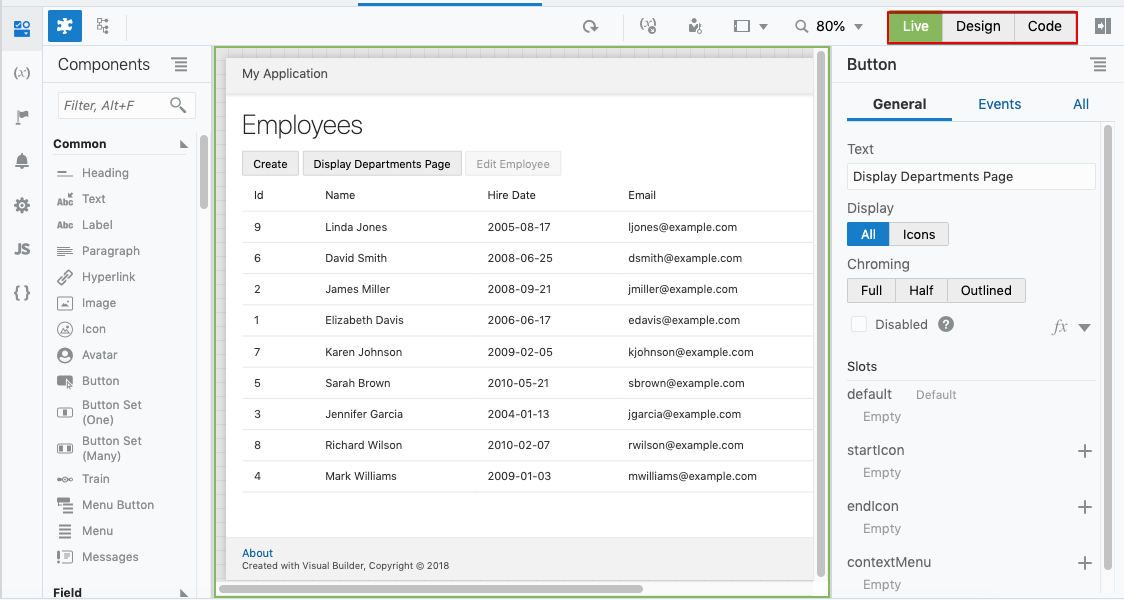 80%
Live Design Code
(x)
JS
{ }
Components
Filter, Alt+F
Common
Heading
Abc Text
Abc Label
Paragraph
Hyperlink
Image
Icon
Avatar
Button
Button Set
(One)
Button Set
(Many)
Train
Menu Button
Menu
Messages
Field
My Application
Employees
Create Display Departments Page Edit Employee
Id Name Hire Date Email
9 Linda Jones 2005-08-17 ljones@example.com
6 David Smith 2008-06-25 dsmith@example.com
2 James Miller 2008-09-21 jmiller@example.com
1 Elizabeth Davis 2006-06-17 edavis@example.com
7 Karen Johnson 2009-02-05 kjohnson@example.com
5 Sarah Brown 2010-05-21 sbrown@example.com
3 Jennifer Garcia 2004-01-13 jgarcia@example.com
8 Richard Wilson 2010-02-07 rwilson@example.com
4 Mark Williams 2009-01-03 mwilliams@example.com
About
Created with Visual Builder, Copyright © 2018
Button
General Events All
Text
Display Departments Page
Display
All Icons
Chroming
Full Half Outlined
Disabled ? fx
Slots
default Default
Empty
startIcon
Empty
endIcon
Empty
contextMenu
Empty